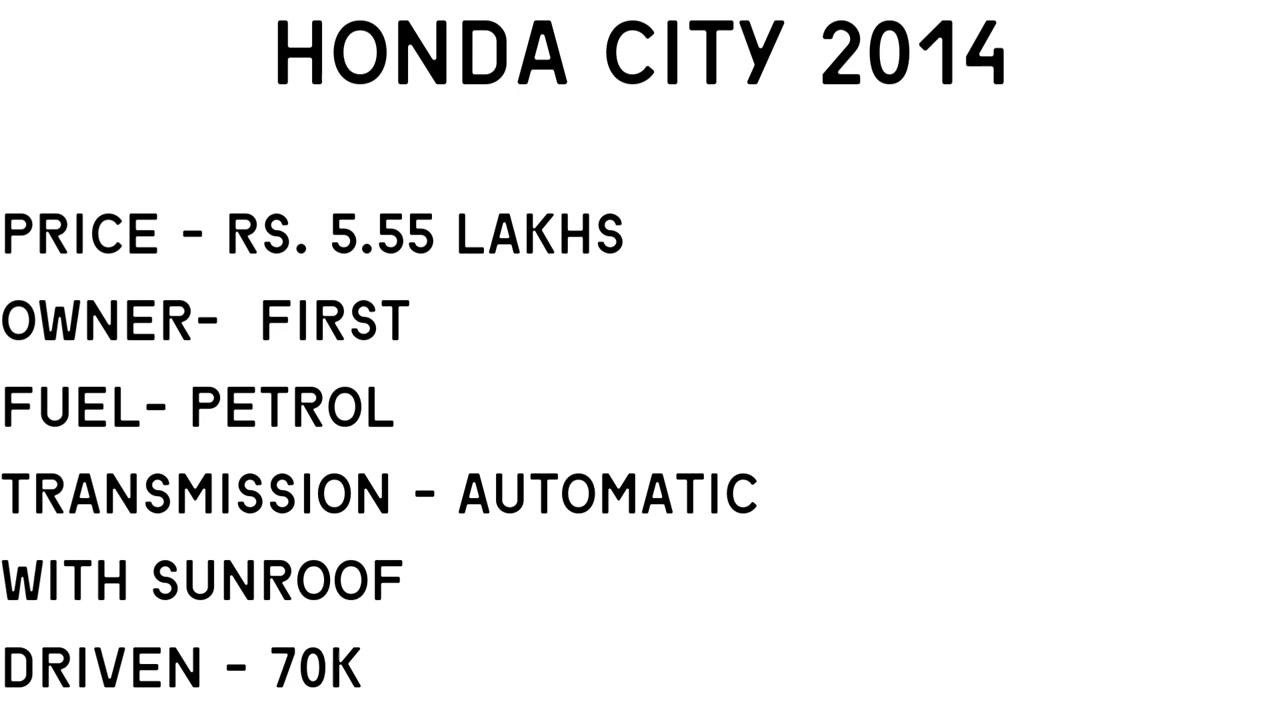 HONDA CITY 2014
PRICE - RS. 5.55 LAKHS
OWNER-  FIRST
FUEL- PETROL
TRANSMISSION - AUTOMATIC
WITH SUNROOF
DRIVEN - 70K